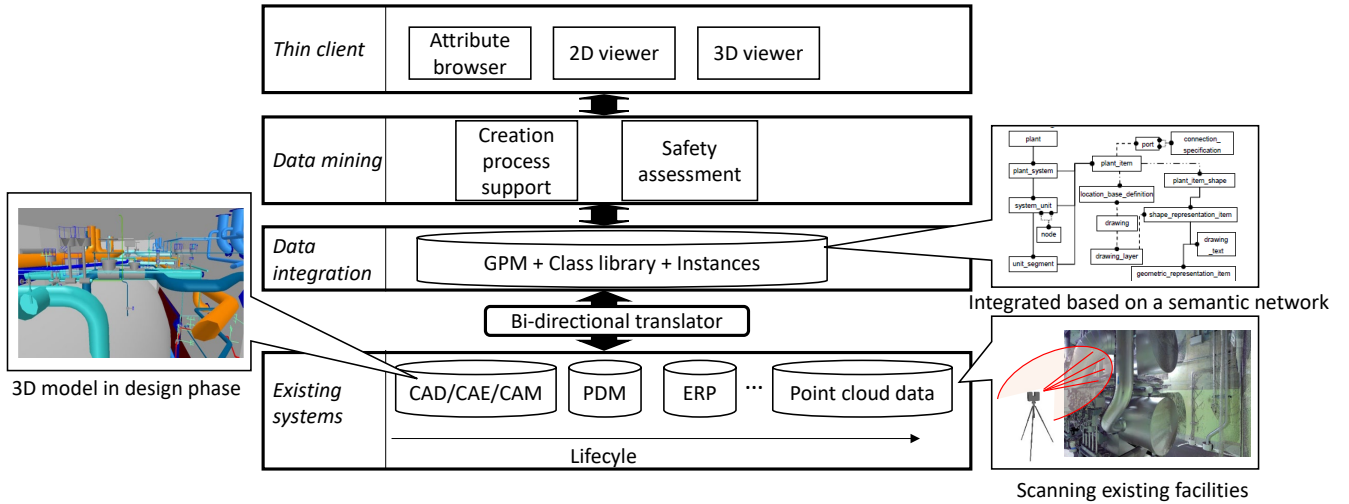 Thin client
Attribute
browser
2D viewer
3D viewer
Data mining
Creation
process
support
Safety
assessment
Data
integration
GPM + Class library + Instances
Bi-directional translator
Existing
systems
CAD/CAE/CAM
PDM
ERP
...
Point cloud data
Lifecyle
3D model in design phase
plant
plant_system
system_unit
node
unit_segment
port
connection_
specification
plant_item
plant_item_shape
location_base_definition
shape_representation_item
drawing
drawing
_text
drawing_layer
geometric_representation_item
Integrated based on a semantic network
Scanning existing facilities